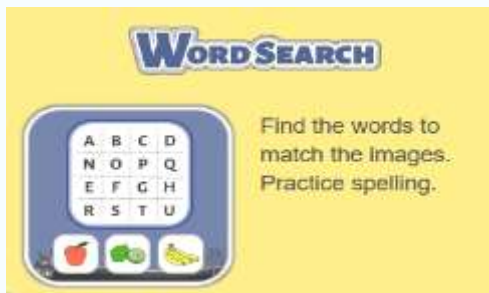 WORD SEARCH
A B C D
N O P Q
E F G H
R S T U
Find the words to
match the images.
Practice spelling.